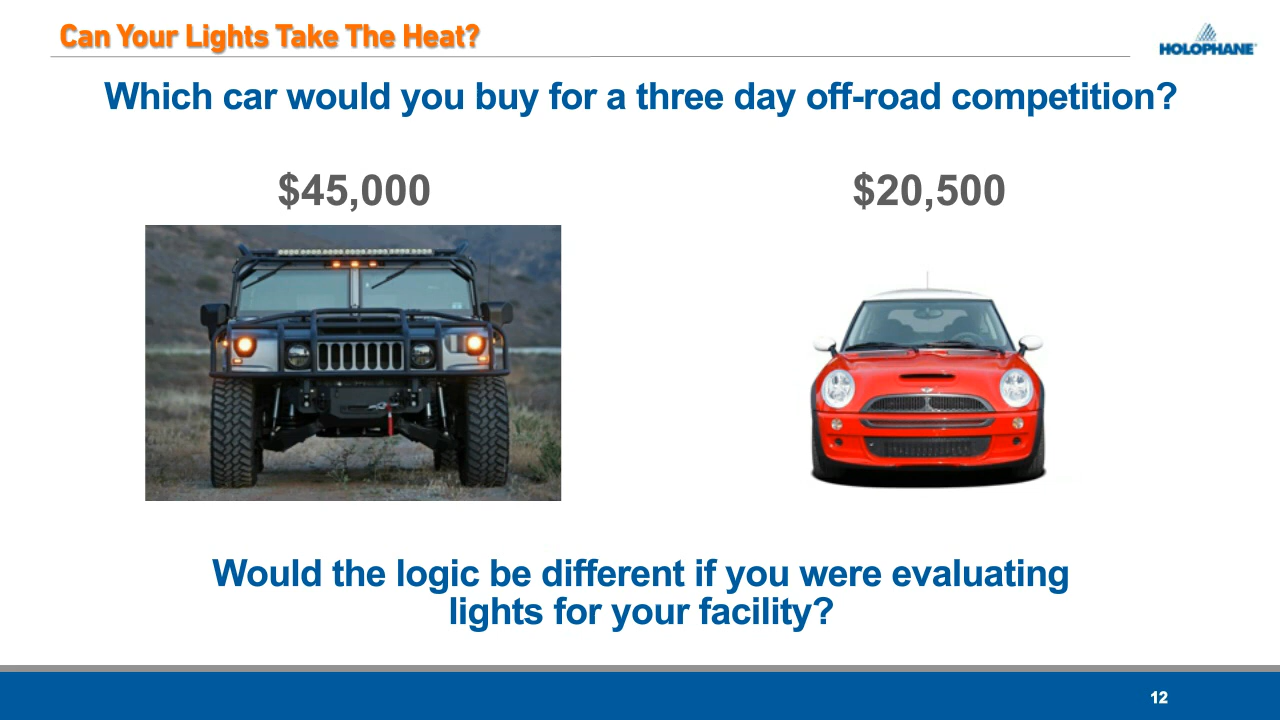 Can Your Lights Take The Heat?
HOLOPHANE
Which car would you buy for a three day off-road competition?
$45,000
$20,500
Would the logic be different if you were evaluating
lights for your facility?
12